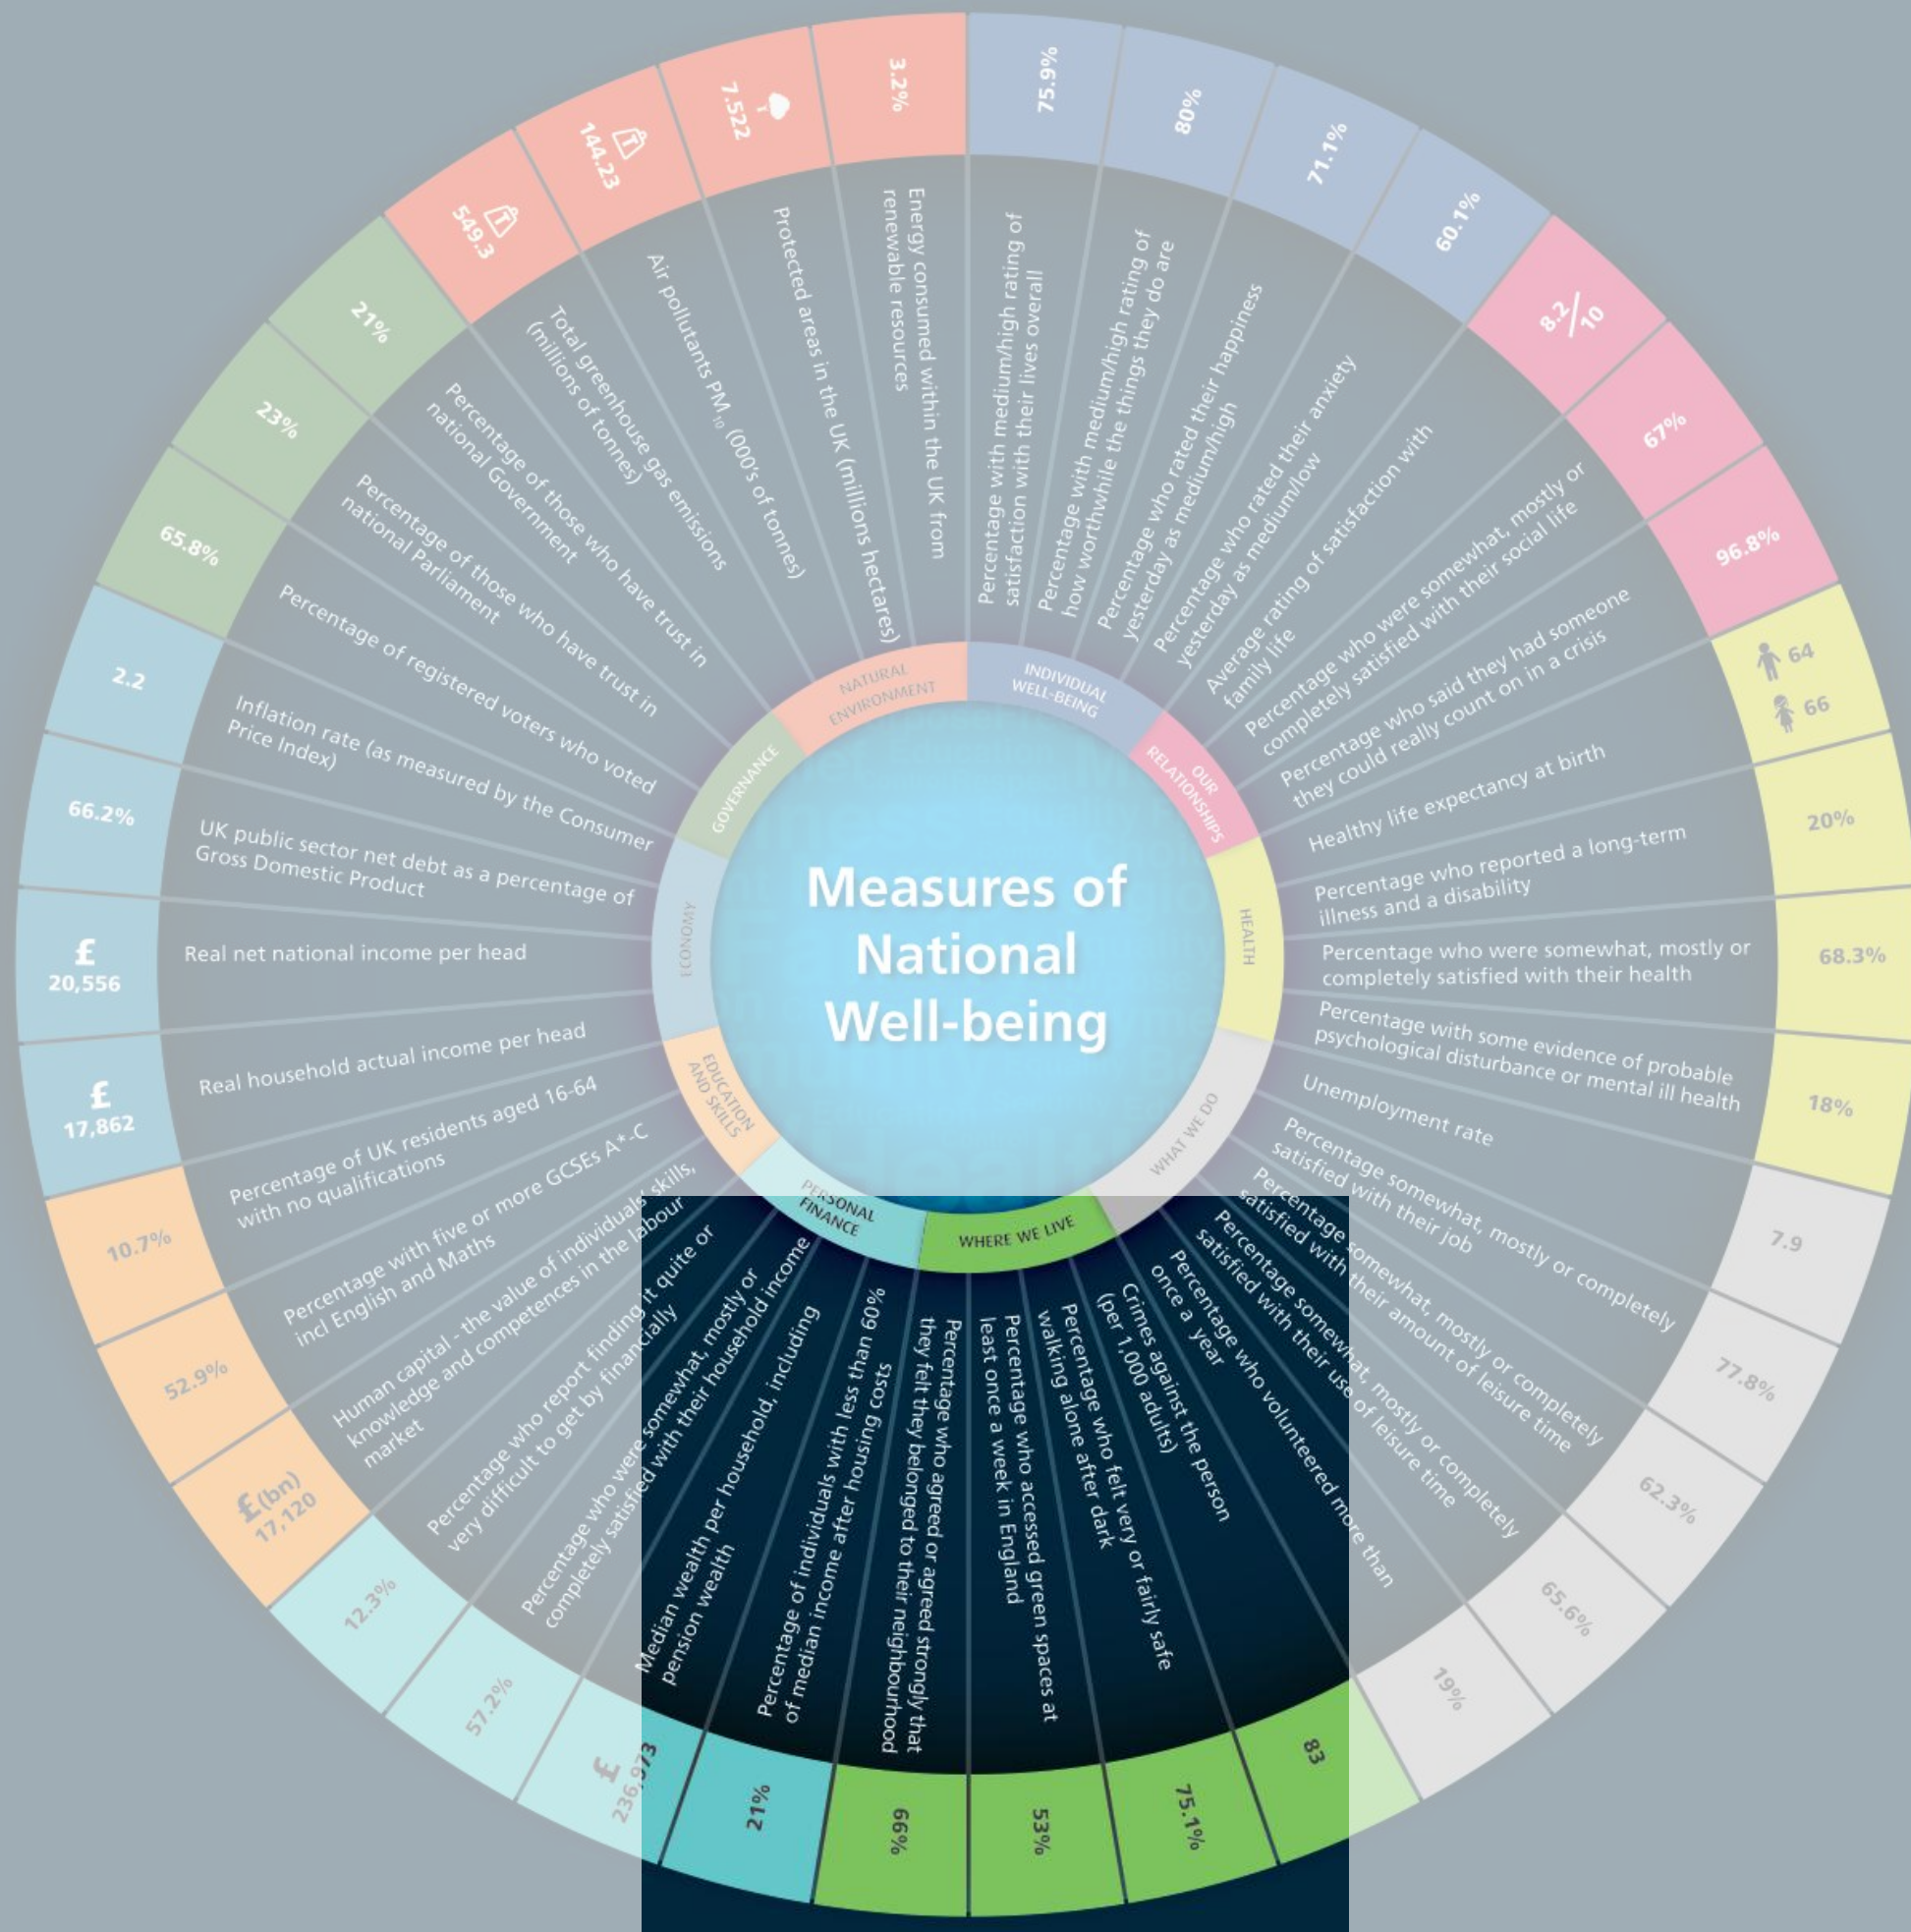 Measures of
National
Well-being
INDIVIDUAL
WELL-BEING
75.9%
Percentage with medium/high rating of
satisfaction with their lives overall
80%
Percentage with medium/high rating of
how worthwhile the things they do are
71.1%
Percentage who rated their happiness
yesterday as medium/high
60.1%
Percentage who rated their anxiety
yesterday as medium/low
OUR
RELATIONSHIPS
8.2/10
Average rating of satisfaction with
family life
67%
Percentage who were somewhat, mostly or
completely satisfied with their social life
96.8%
Percentage who said they had someone
they could really count on in a crisis
HEALTH
64
66
Healthy life expectancy at birth
20%
Percentage who reported a long-term
illness and a disability
68.3%
Percentage who were somewhat, mostly or
completely satisfied with their health
18%
Percentage with some evidence of probable
psychological disturbance or mental ill health
WHAT WE DO
7.9
Unemployment rate
77.8%
Percentage somewhat, mostly or completely
satisfied with their job
62.3%
Percentage somewhat, mostly or completely
satisfied with their amount of leisure time
65.6%
Percentage somewhat, mostly or completely
satisfied with their use of leisure time
19%
Percentage who volunteered more than
once a year
WHERE WE LIVE
83
Crimes against the person
(per 1,000 adults)
75.1%
Percentage who felt very or fairly safe
walking alone after dark
53%
Percentage who accessed green spaces at
least once a week in England
66%
Percentage who agreed or agreed strongly that
they felt they belonged to their neighbourhood
PERSONAL
FINANCE
21%
Percentage of individuals with less than 60%
of median income after housing costs
£
236,973
Median wealth per household, including
pension wealth
57.2%
Percentage who were somewhat, mostly or
completely satisfied with their household income
12.3%
Percentage who report finding it quite or
very difficult to get by financially
EDUCATION
AND SKILLS
£(bn)
17,120
Human capital - the value of individuals' skills,
knowledge and competences in the labour
market
52.9%
Percentage with five or more GCSEs A*-C
incl English and Maths
10.7%
Percentage of UK residents aged 16-64
with no qualifications
ECONOMY
£
17,862
Real household actual income per head
£
20,556
Real net national income per head
66.2%
UK public sector net debt as a percentage of
Gross Domestic Product
2.2
Inflation rate (as measured by the Consumer
Price Index)
GOVERNANCE
65.8%
Percentage of registered voters who voted
23%
Percentage of those who have trust in
national Parliament
21%
Percentage of those who have trust in
national Government
NATURAL
ENVIRONMENT
T
549.3
Total greenhouse gas emissions
(millions of tonnes)
T
144.23
Air pollutants PM10 (000's of tonnes)
7.522
Protected areas in the UK (millions hectares)
3.2%
Energy consumed within the UK from
renewable resources